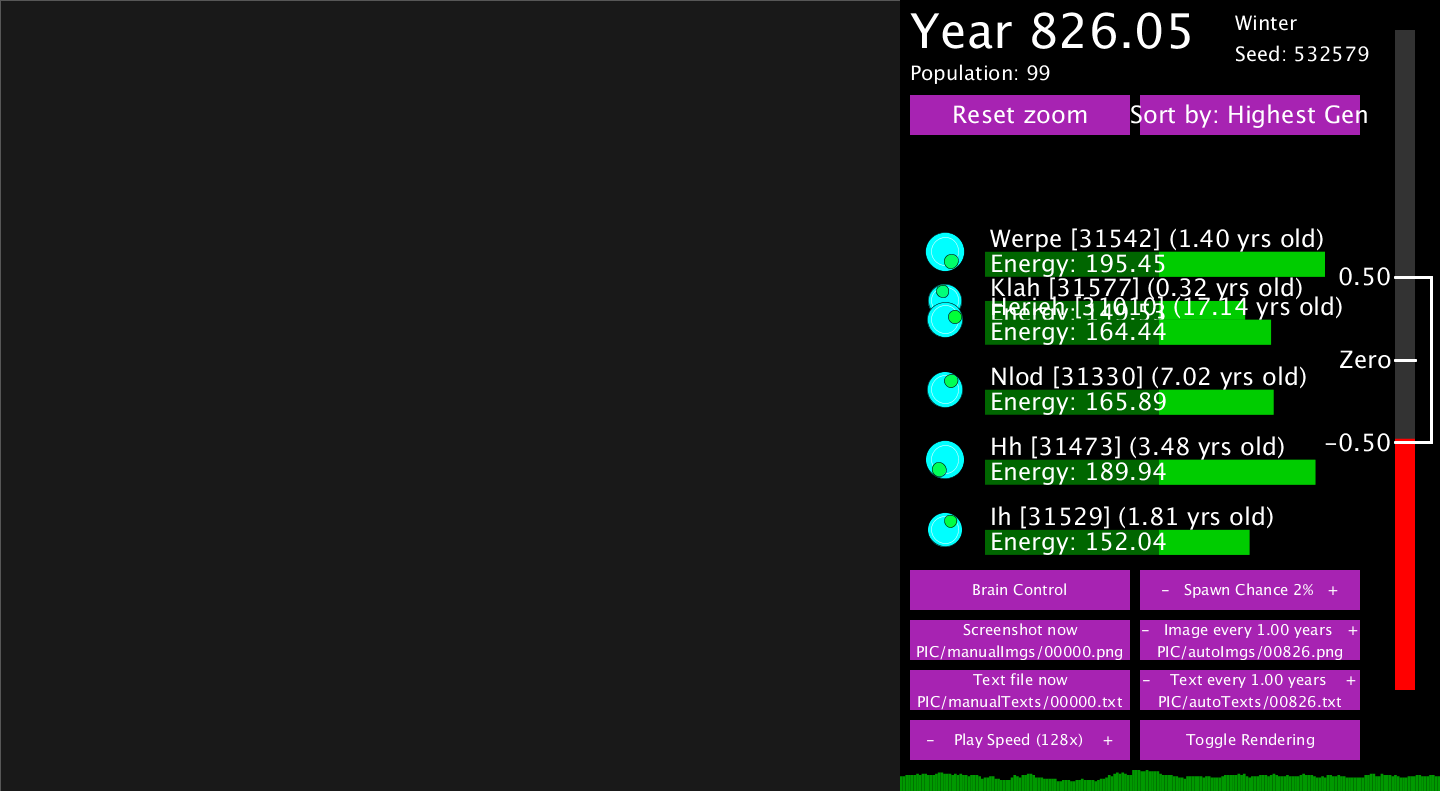 Year 826.05
Winter
Seed: 532579
Population: 99
Reset zoom
Sort by: Highest Gen
Werpe [31542] (1.40 yrs old)
Energy: 195.45
Klah [31577] (0.32 yrs old)
Energy: 149.53
Herieh [31010] (17.14 yrs old)
Energy: 164.44
Nlod [31330] (7.02 yrs old)
Energy: 165.89
Hh [31473] (3.48 yrs old)
Energy: 189.94
Ih [31529] (1.81 yrs old)
Energy: 152.04
0.50
Zero
-0.50
Brain Control
- Spawn Chance 2% +
Screenshot now
PIC/manualImgs/00000.png
- Image every 1.00 years +
PIC/autoImgs/00826.png
Text file now
PIC/manualTexts/00000.txt
- Text every 1.00 years +
PIC/autoTexts/00826.txt
- Play Speed (128x) +
Toggle Rendering